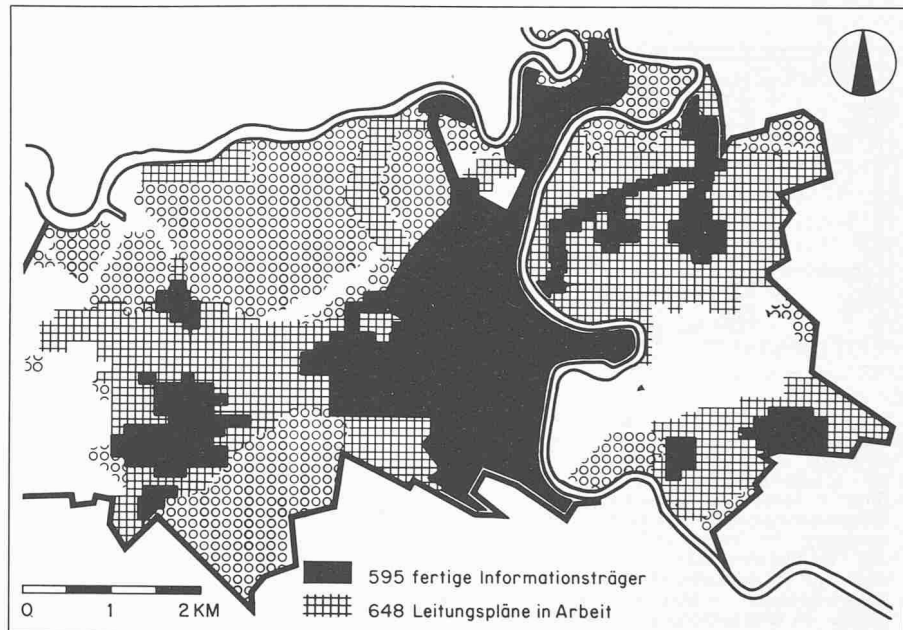 595 fertige Informationsträger
648 Leitungspläne in Arbeit
0 1 2 KM